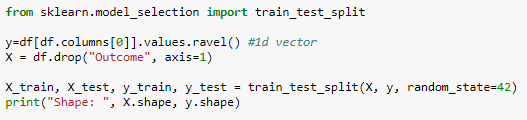 from sklearn.model_selection import train_test_split
y=df[df.columns[0]].values.ravel() #1d vector
X = df.drop("Outcome", axis=1)
X_train, X_test, y_train, y_test = train_test_split(X, y, random_state=42)
print("Shape: ", X.shape, y.shape)